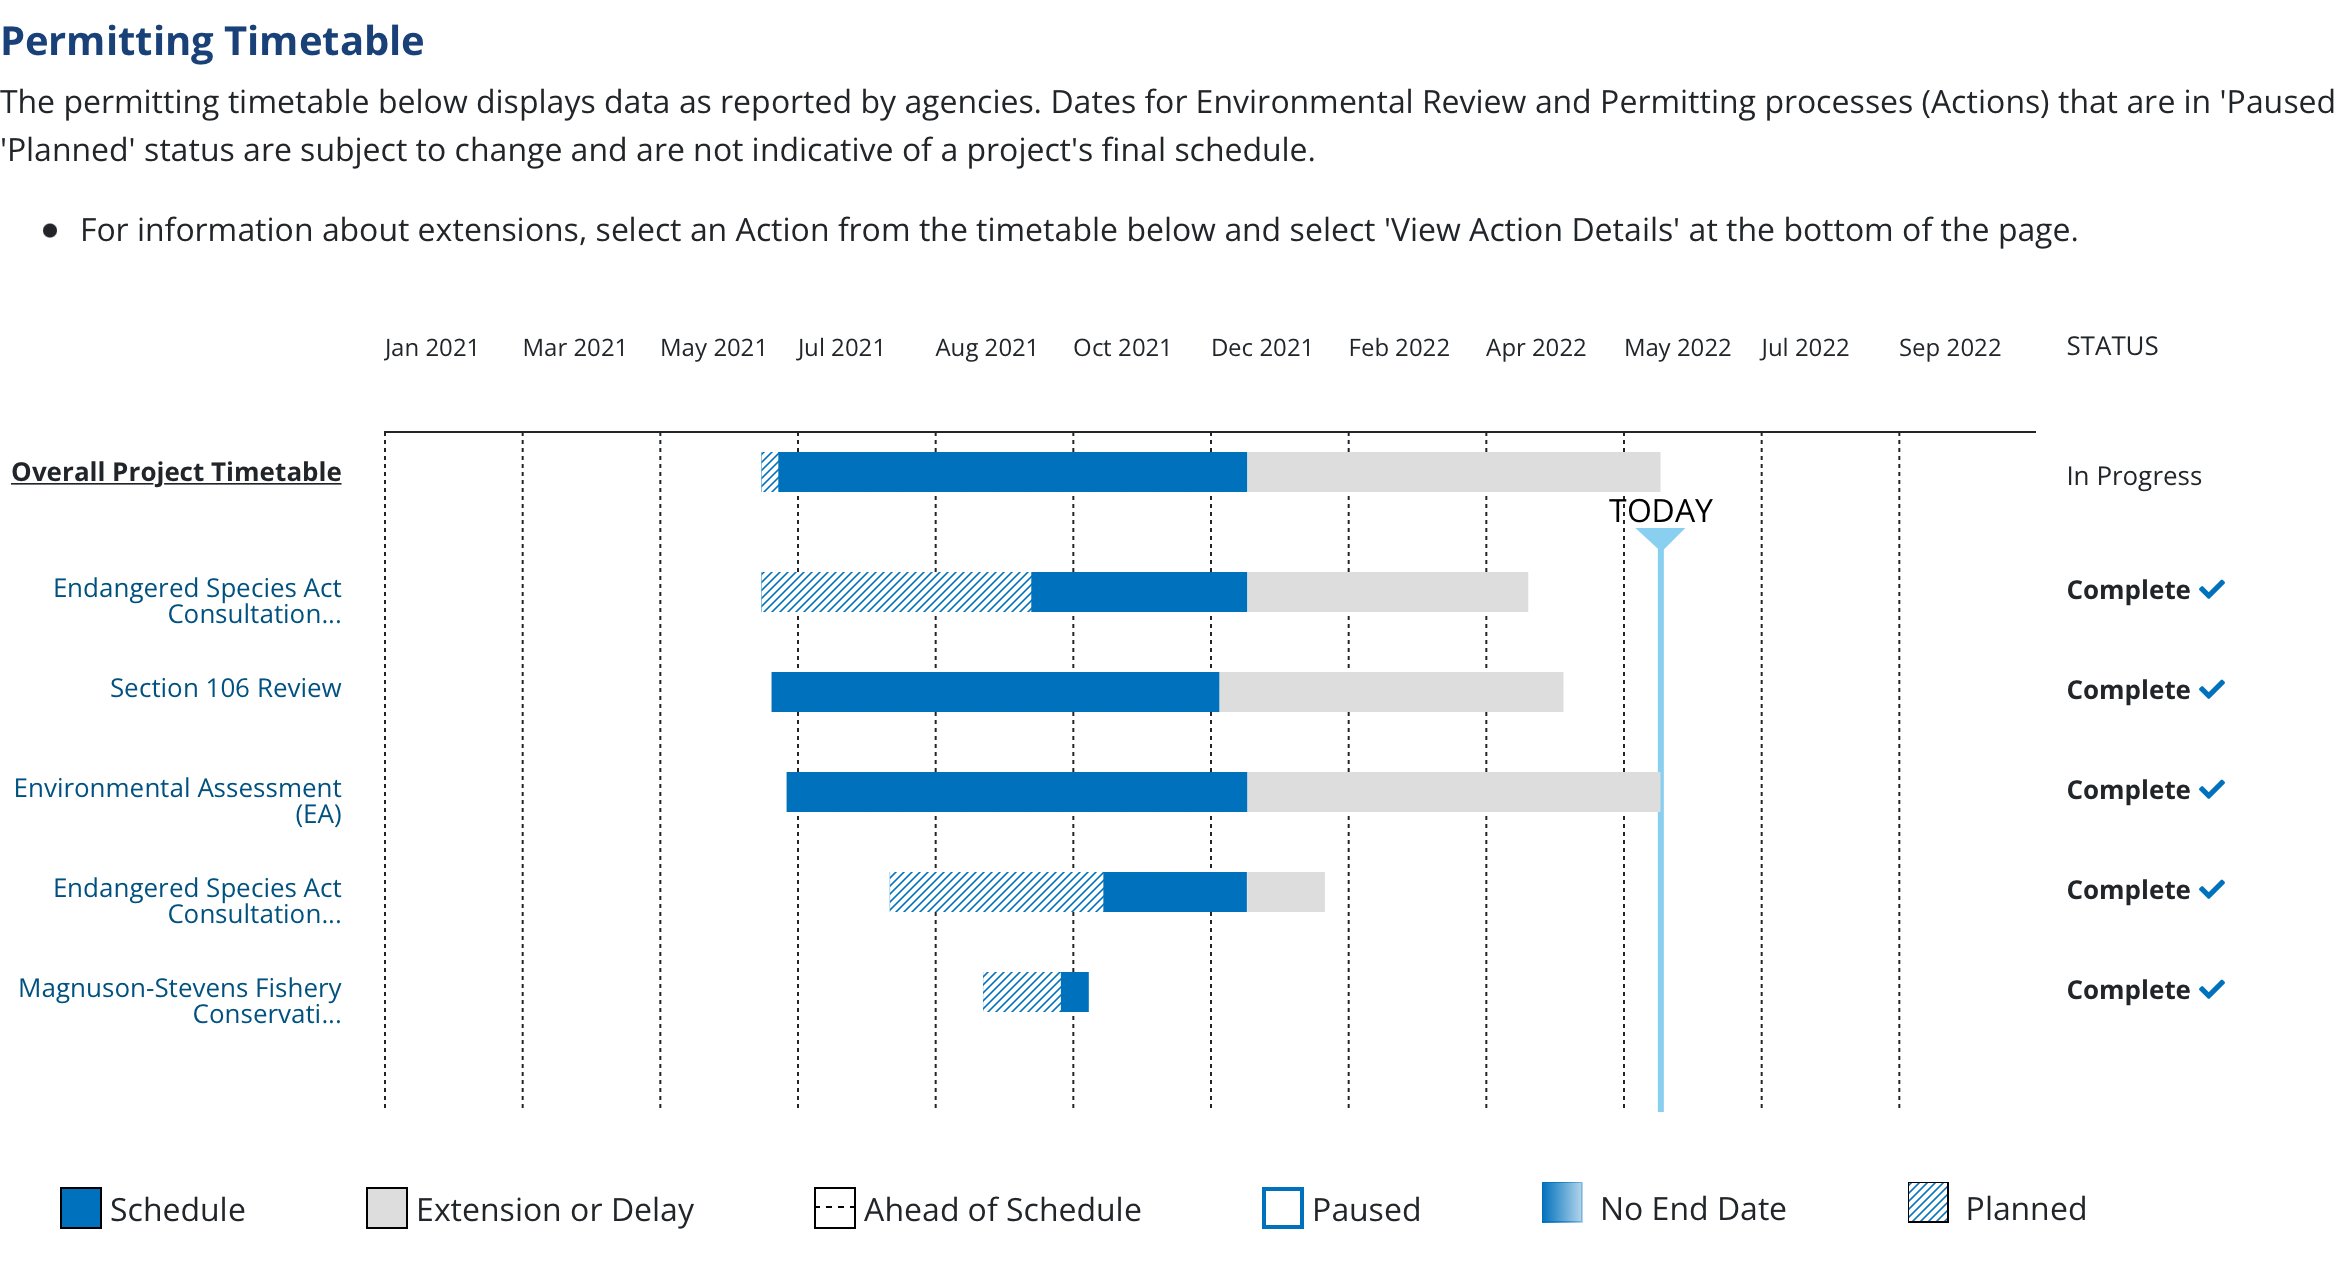 Permitting Timetable
The permitting timetable below displays data as reported by agencies. Dates for Environmental Review and Permitting processes (Actions) that are in 'Paused
'Planned' status are subject to change and are not indicative of a project's final schedule.
• For information about extensions, select an Action from the timetable below and select 'View Action Details' at the bottom of the page.
Jan 2021 Mar 2021 May 2021 Jul 2021 Aug 2021 Oct 2021 Dec 2021 Feb 2022 Apr 2022 May 2022 Jul 2022 Sep 2022 STATUS
Overall Project Timetable In Progress
TODAY
Endangered Species Act
Consultation... Complete
Section 106 Review Complete
Environmental Assessment
(EA) Complete
Endangered Species Act
Consultation... Complete
Magnuson-Stevens Fishery
Conservati... Complete
Schedule Extension or Delay Ahead of Schedule Paused No End Date Planned